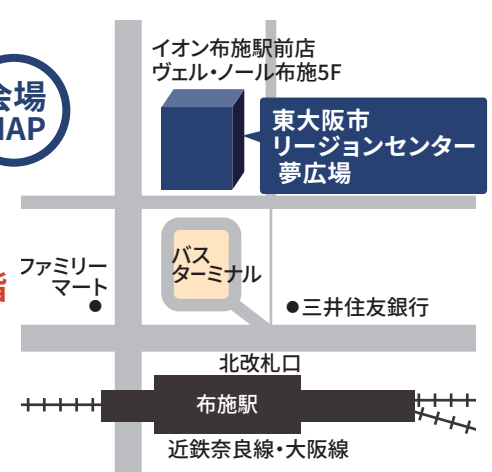 イオン布施駅前店
ヴェル・ノール布施5F
会場
MAP
東大阪市
リージョンセンター
夢広場
バス
ターミナル
ファミリー
マート
階
三井住友銀行
北改札口
布施駅
近鉄奈良線・大阪線